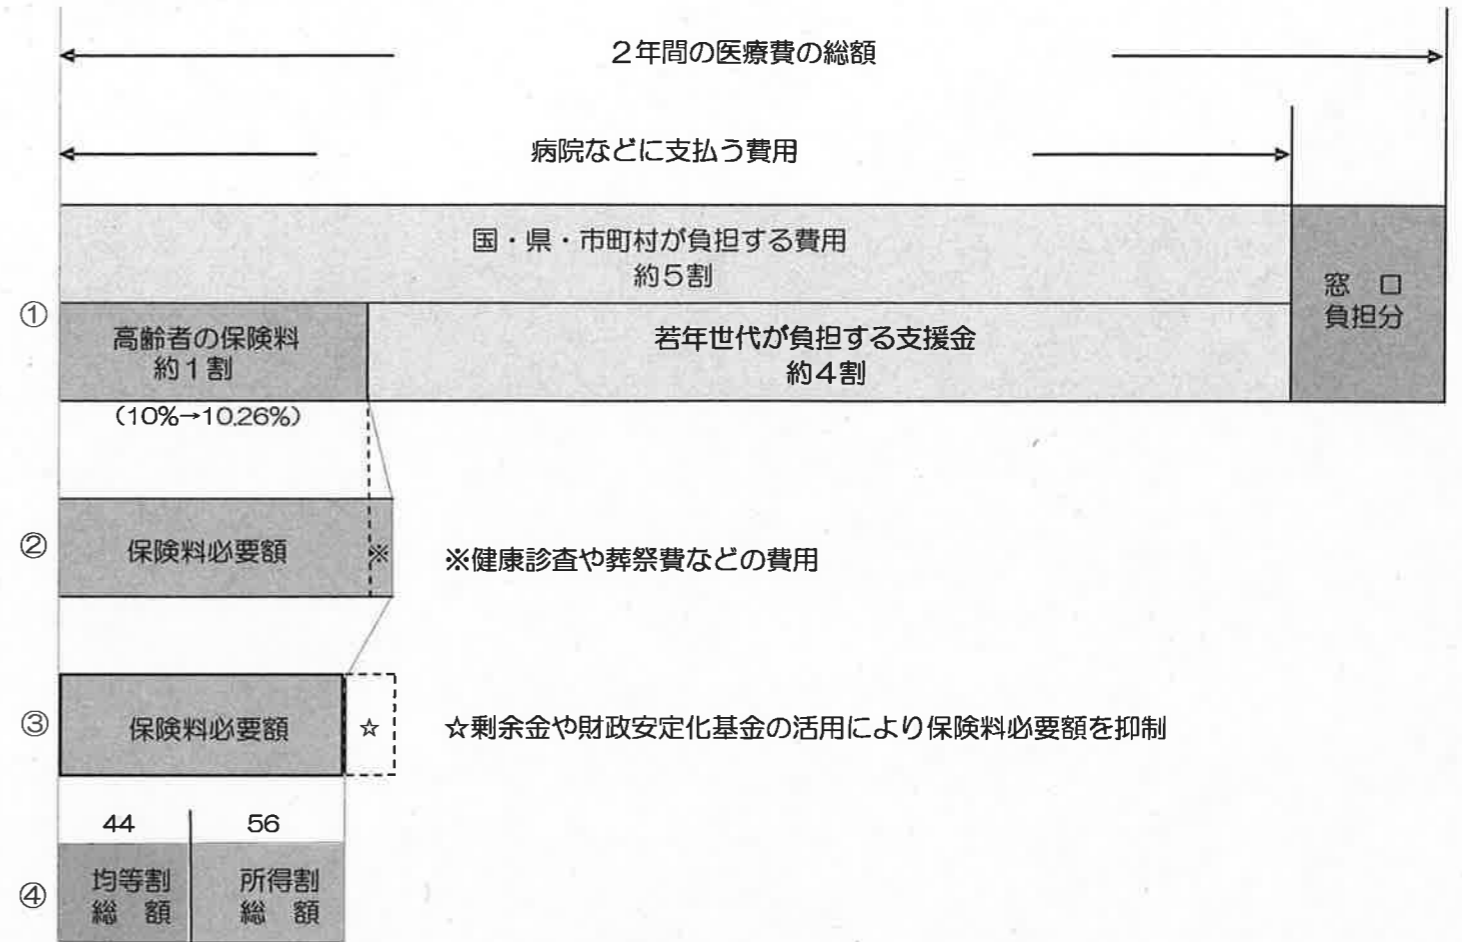 ２年間の医療費の総額
病院などに支払う費用
国・県・市町村が負担する費用
約５割
窓　口
負担分
①
高齢者の保険料
約１割
若年世代が負担する支援金
約４割
（10%→10.26%）
②
保険料必要額
※
※健康診査や葬祭費などの費用
③
保険料必要額
☆
☆剰余金や財政安定化基金の活用により保険料必要額を抑制
44
56
④
均等割
総　額
所得割
総　額